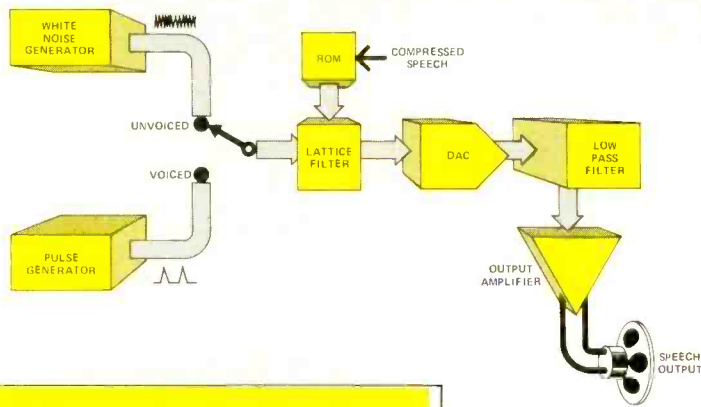 WHITE
NOISE
GENERATOR
UNVOICED
VOICED
PULSE
GENERATOR
ROM
COMPRESSED
SPEECH
LATTICE
FILTER
DAC
LOW
PASS
FILTER
OUTPUT
AMPLIFIER
SPEECH
OUTPUT